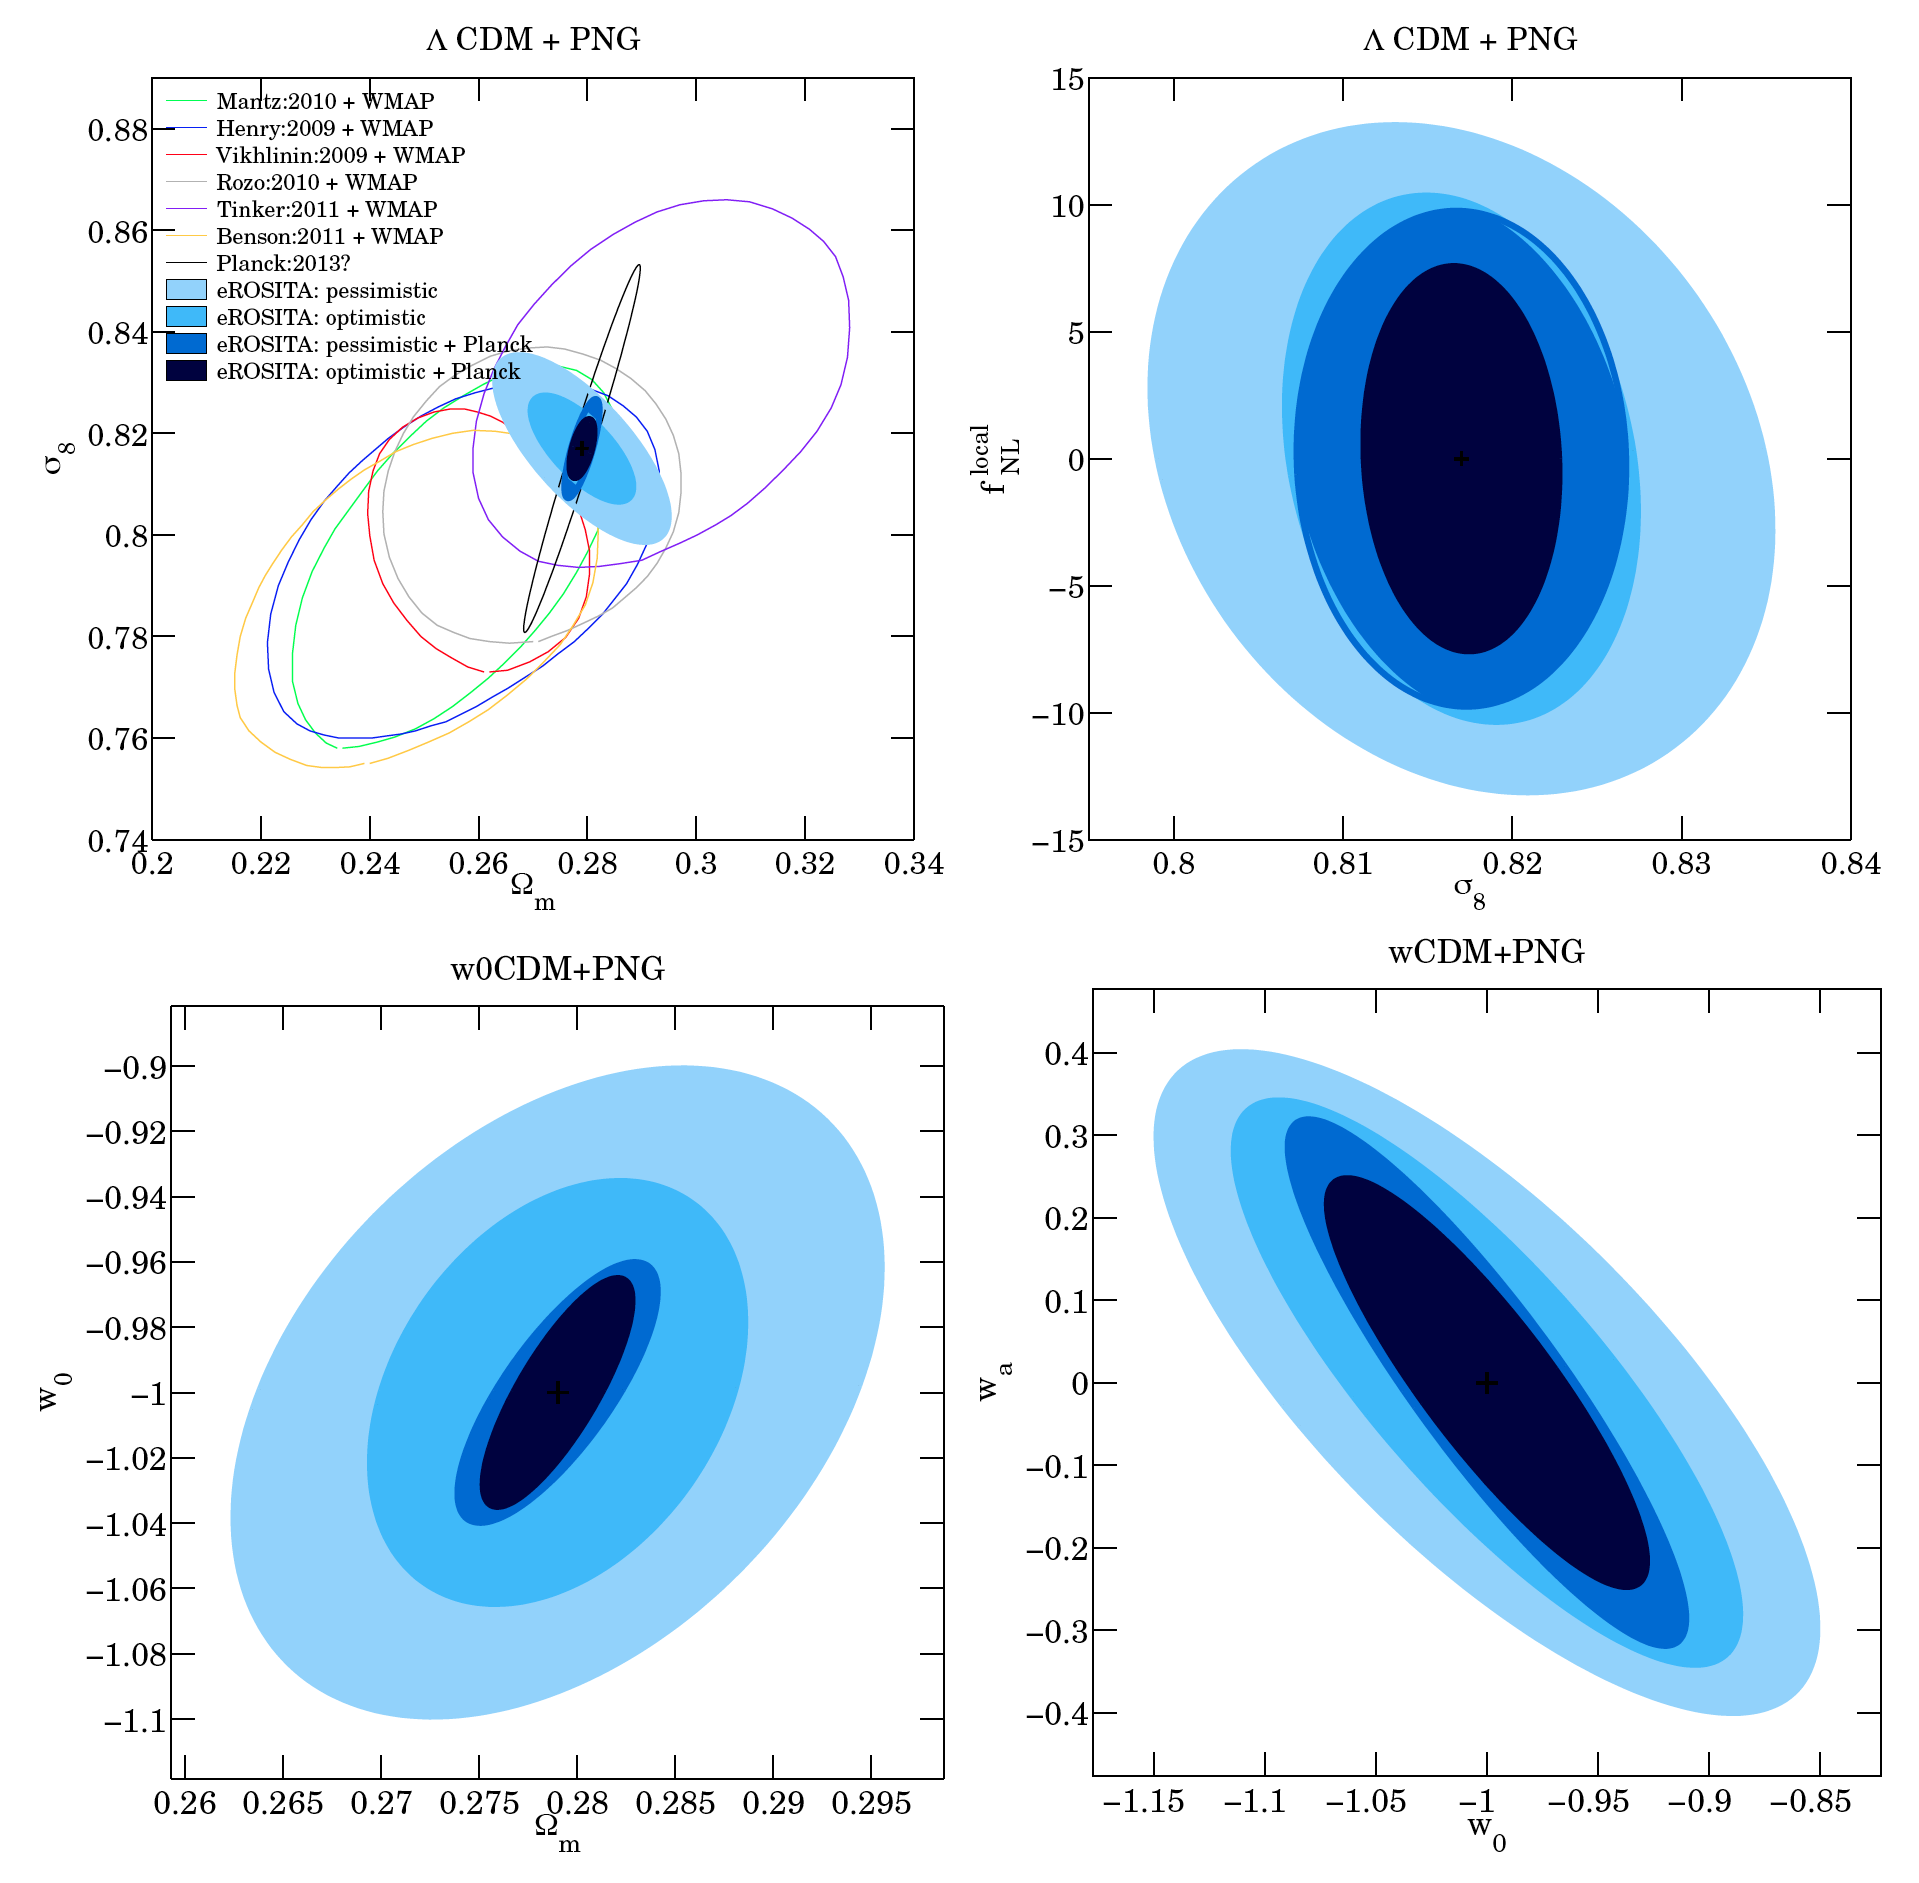 Λ CDM + PNG
Mantz:2010 + WMAP
Henry:2009 + WMAP
Vikhlinin:2009 + WMAP
Rozo:2010 + WMAP
Tinker:2011 + WMAP
Benson:2011 + WMAP
Planck:2013?
eROSITA: pessimistic
eROSITA: optimistic
eROSITA: pessimistic + Planck
eROSITA: optimistic + Planck
0.88
0.86
0.84
0.82
0.8
0.78
0.76
0.74
σ8
0.2 0.22 0.24 0.26 0.28 0.3 0.32 0.34
Ωm
Λ CDM + PNG
15
10
5
0
−5
−10
−15
f NL local
0.8 0.81 0.82 0.83 0.84
σ8
w0CDM+PNG
−0.9
−0.92
−0.94
−0.96
−0.98
−1
−1.02
−1.04
−1.06
−1.08
−1.1
w0
0.26 0.265 0.27 0.275 0.28 0.285 0.29 0.295
Ωm
wCDM+PNG
0.4
0.3
0.2
0.1
0
−0.1
−0.2
−0.3
−0.4
wa
−1.15 −1.1 −1.05 −1 −0.95 −0.9 −0.85
w0